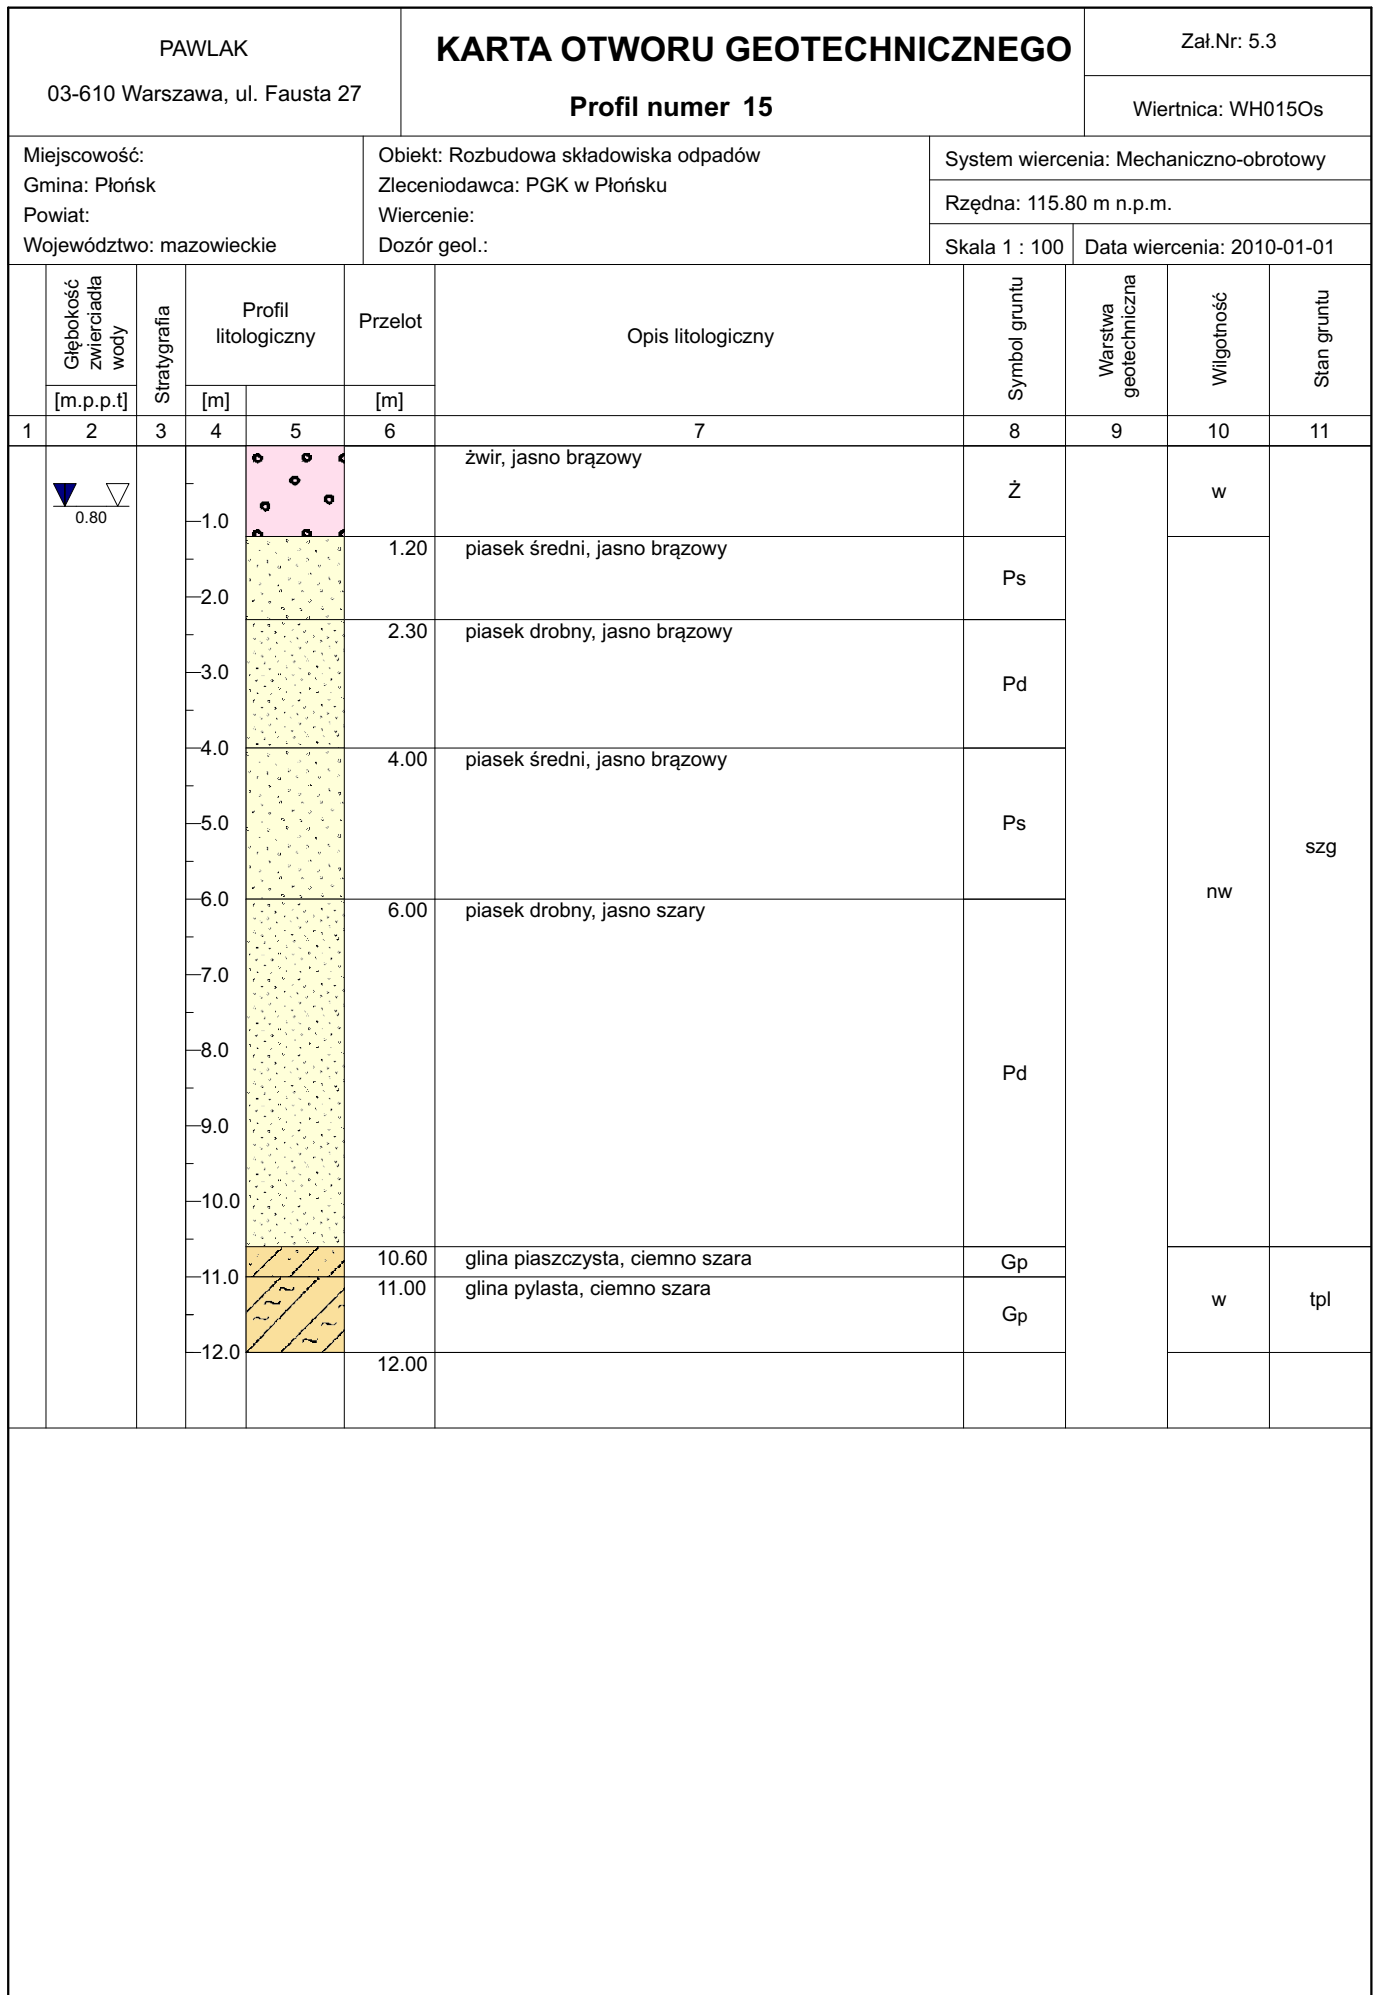 PAWLAK
03-610 Warszawa, ul. Fausta 27
KARTA OTWORU GEOTECHNICZNEGO
Profil numer 15
Zał.Nr: 5.3
Wiertnica: WH015Os
Miejscowość:
Gmina: Płońsk
Powiat:
Województwo: mazowieckie
Obiekt: Rozbudowa składowiska odpadów
Zleceniodawca: PGK w Płońsku
Wiercenie:
Dozór geol.:
System wiercenia: Mechaniczno-obrotowy
Rzędna: 115.80 m n.p.m.
Skala 1 : 100
Data wiercenia: 2010-01-01
Głębokość
zwierciadła
wody
[m.p.p.t]
Stratygrafia
Profil
litologiczny
[m]
Przelot
[m]
Opis litologiczny
Symbol gruntu
Warstwa
geotechniczna
Wilgotność
Stan gruntu
1 2 3 4 5 6 7 8 9 10 11
żwir, jasno brązowy
Ż
w
0.80
1.0
1.20 piasek średni, jasno brązowy
Ps
2.0
2.30 piasek drobny, jasno brązowy
3.0
Pd
4.0
4.00 piasek średni, jasno brązowy
5.0
Ps
szg
nw
6.0
6.00 piasek drobny, jasno szary
7.0
8.0
Pd
9.0
10.0
10.60 glina piaszczysta, ciemno szara
Gp
11.0
11.00 glina pylasta, ciemno szara
Gp
w
tpl
12.0
12.00